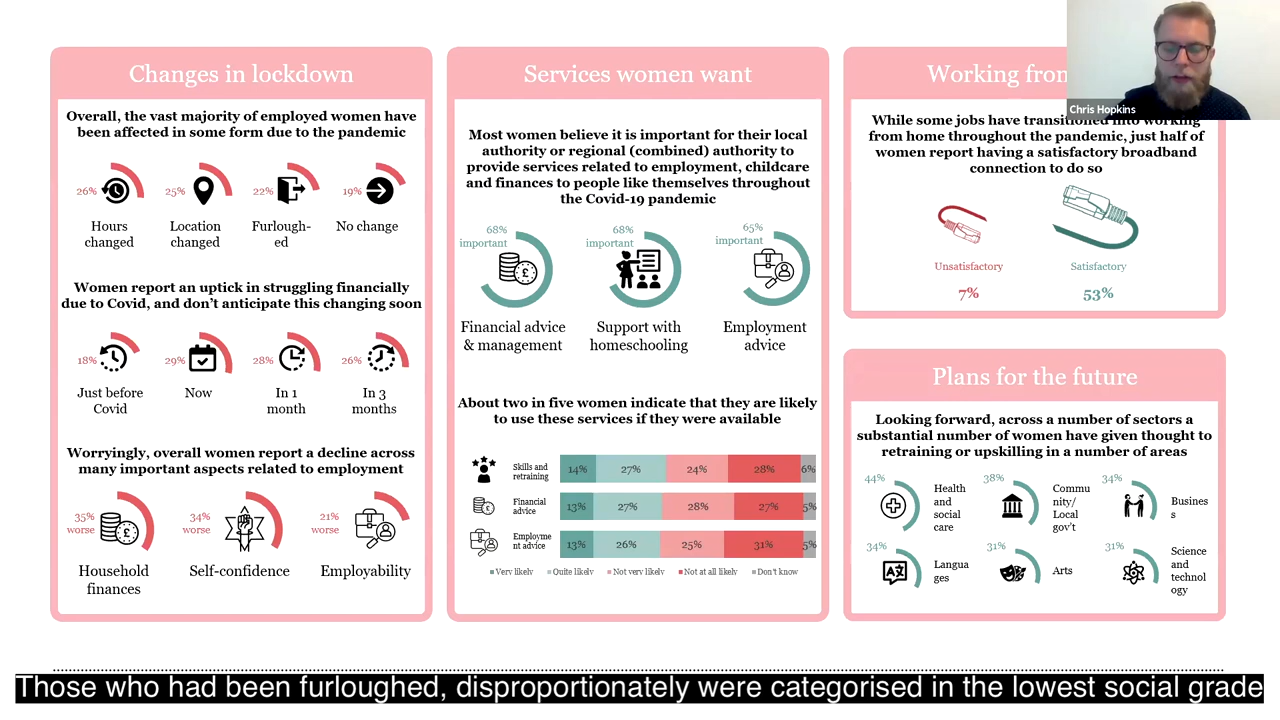 Changes in lockdown
Overall, the vast majority of employed women have
been affected in some form due to the pandemic
26%
25%
22%
19%
Hours
changed
Location
changed
Furlough-
ed
No change
Women report an uptick in struggling financially
due to Covid, and don't anticipate this changing soon
18%
29%
28%
26%
Just before
Covid
Now
In 1
month
In 3
months
Worryingly, overall women report a decline across
many important aspects related to employment
35%
worse
34%
worse
21%
worse
Household
finances
Self-confidence
Employability
Services women want
Most women believe it is important for their local
authority or regional (combined) authority to
provide services related to employment, childcare
and finances to people like themselves throughout
the Covid-19 pandemic
68%
important
68%
important
65%
important
Financial advice
& management
Support with
homeschooling
Employment
advice
About two in five women indicate that they are likely
to use these services if they were available
Skills and
retraining
14% 27% 24% 28% 6%
Financial
advice
13% 27% 28% 27% 5%
Employme
nt advice
13% 26% 25% 31% 5%
Very likely Quite likely Not very likely Not at all likely Don't know
Working from
Chris Hopkins
While some jobs have transitioned into working
from home throughout the pandemic, just half of
women report having a satisfactory broadband
connection to do so
Unsatisfactory
Satisfactory
7%
53%
Plans for the future
Looking forward, across a number of sectors a
substantial number of women have given thought to
retraining or upskilling in a number of areas
44%
Health
and
social
care
38%
Commu
nity/
Local
gov't
34%
Busines
s
34%
Langua
ges
31%
Arts
31%
Science
and
technol
ogy
Those who had been furloughed, disproportionately were categorised in the lowest social grade